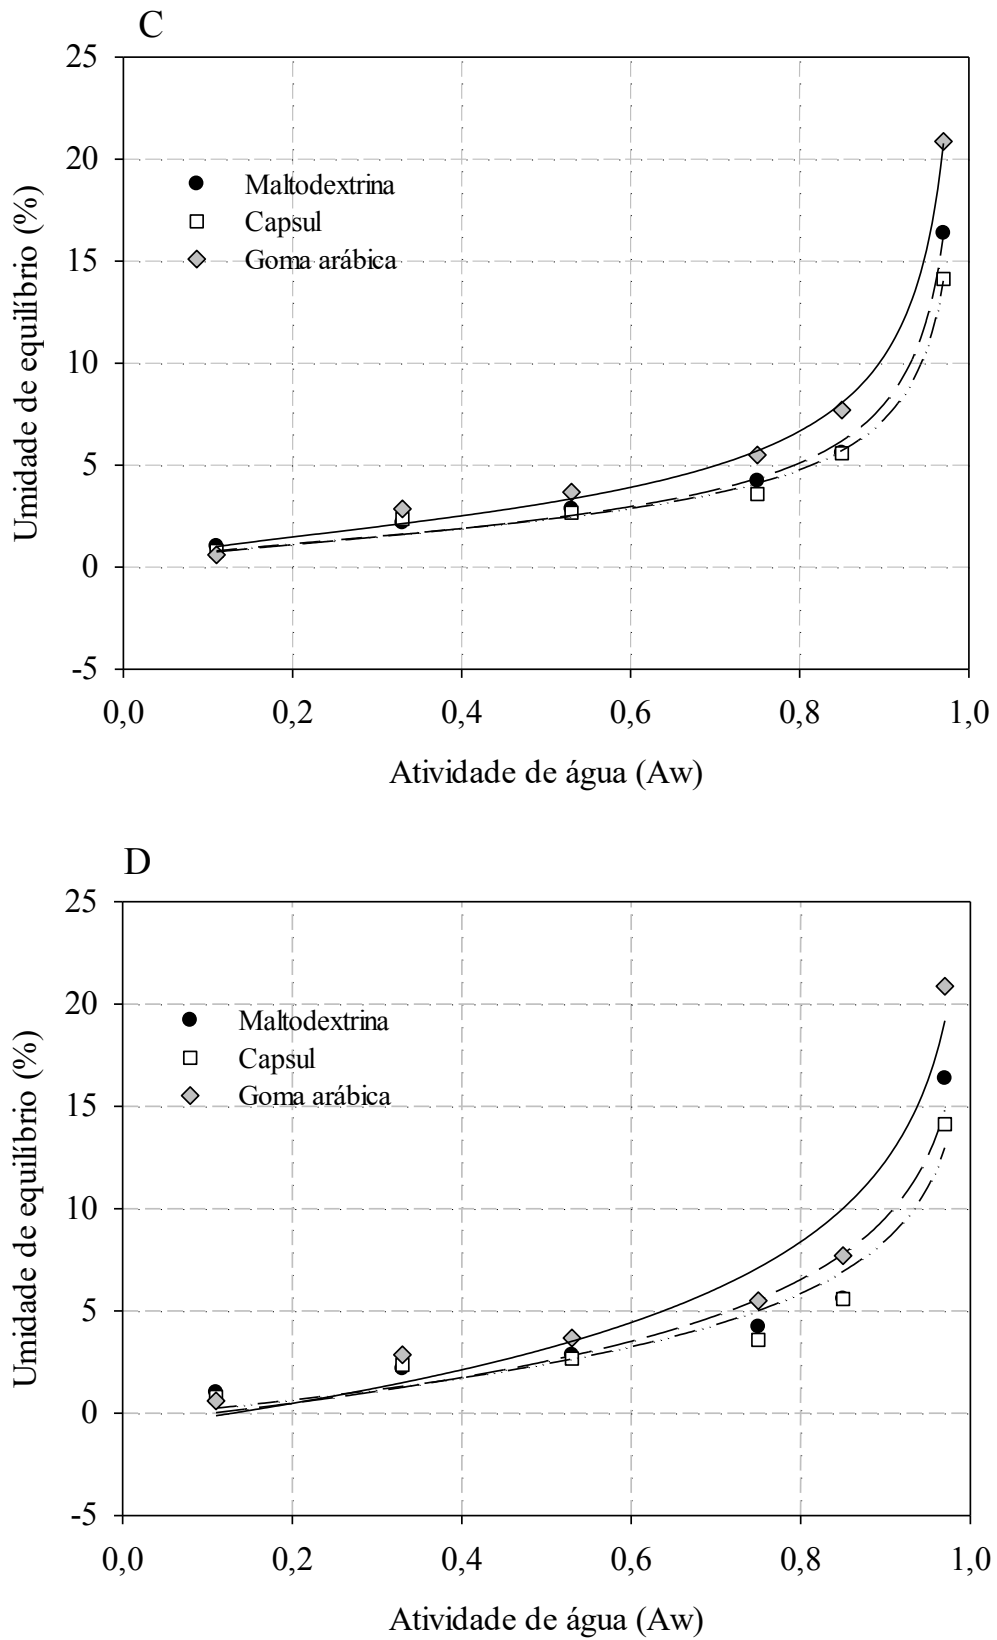 C
25
20
15
10
5
0
-5
Umidade de equilíbrio (%)
Maltodextrina
Capsul
Goma arábica
0,0 0,2 0,4 0,6 0,8 1,0
Atividade de água (Aw)
D
25
20
15
10
5
0
-5
Umidade de equilíbrio (%)
Maltodextrina
Capsul
Goma arábica
0,0 0,2 0,4 0,6 0,8 1,0
Atividade de água (Aw)